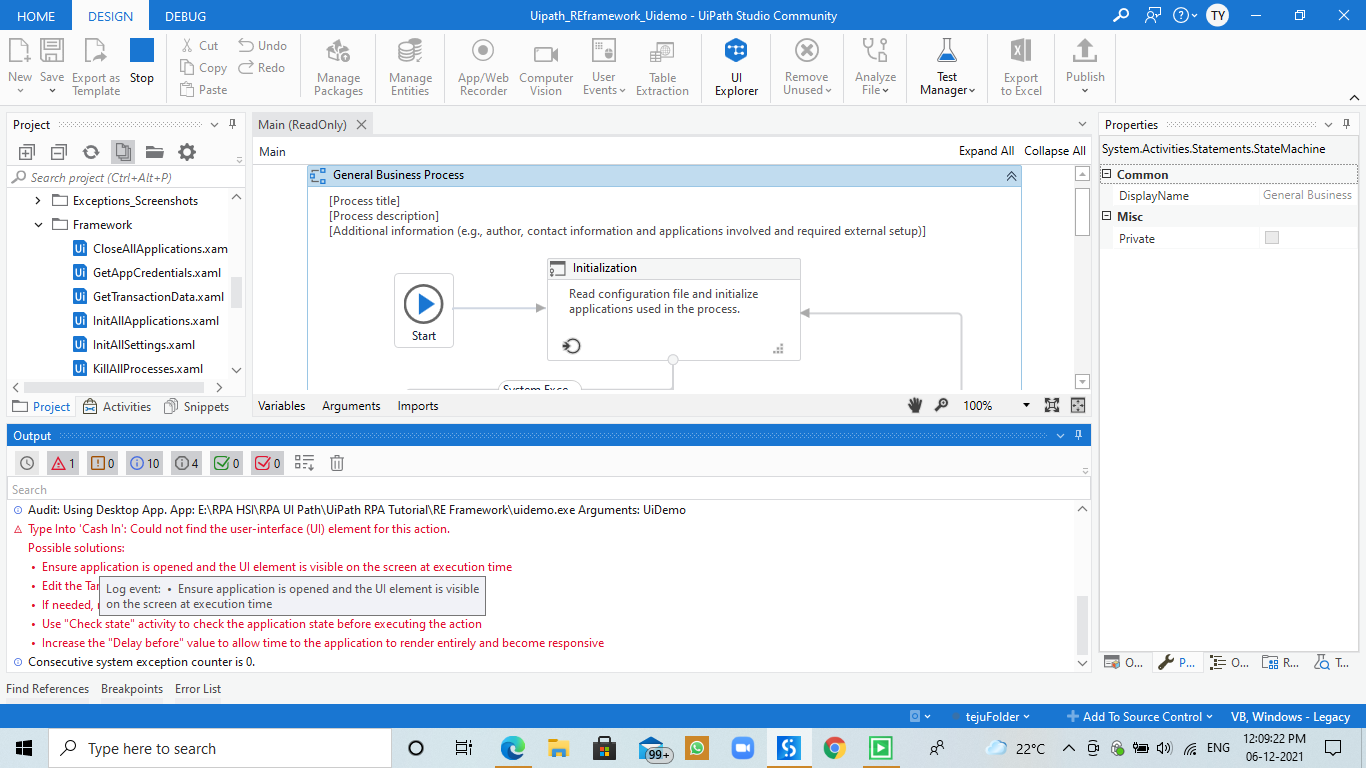 HOME
DESIGN
DEBUG
Uipath_REframework_Uidemo - UiPath Studio Community
TY
New
Save
Export as
Template
Stop
Cut
Copy
Paste
Undo
Redo
Manage
Packages
Manage
Entities
App/Web
Recorder
Computer
Vision
User
Events
Table
Extraction
UI
Explorer
Remove
Unused
Analyze
File
Test
Manager
Export
to Excel
Publish
Project
Search project (Ctrl+Alt+P)
Exceptions_Screenshots
Framework
Ui CloseAllApplications.xam
Ui GetAppCredentials.xaml
Ui GetTransactionData.xaml
Ui InitAllApplications.xaml
Ui InitAllSettings.xaml
Ui KillAllProcesses.xaml
Project
Activities
Snippets
Main (ReadOnly)
Main
Expand All
Collapse All
General Business Process
[Process title]
[Process description]
[Additional information (e.g., author, contact information and applications involved and required external setup)]
Start
Initialization
Read configuration file and initialize
applications used in the process.
System Exce
Variables
Arguments
Imports
100%
Properties
System.Activities.Statements.StateMachine
Common
DisplayName
General Business
Misc
Private
Output
1
0
10
4
0
0
Search
Audit: Using Desktop App. App: E:\RPA HSI\RPA UI Path\UiPath RPA Tutorial\RE Framework\uidemo.exe Arguments: UiDemo
Type Into 'Cash In': Could not find the user-interface (UI) element for this action.
Possible solutions:
• Ensure application is opened and the UI element is visible on the screen at execution time
• Edit the Tar
Log event: • Ensure application is opened and the UI element is visible
on the screen at execution time
• If needed,
• Use "Check state" activity to check the application state before executing the action
• Increase the "Delay before" value to allow time to the application to render entirely and become responsive
Consecutive system exception counter is 0.
O...
P...
O...
R...
T...
Find References
Breakpoints
Error List
tejuFolder
Add To Source Control
VB, Windows - Legacy
Type here to search
99+
22°C
ENG
12:09:22 PM
06-12-2021